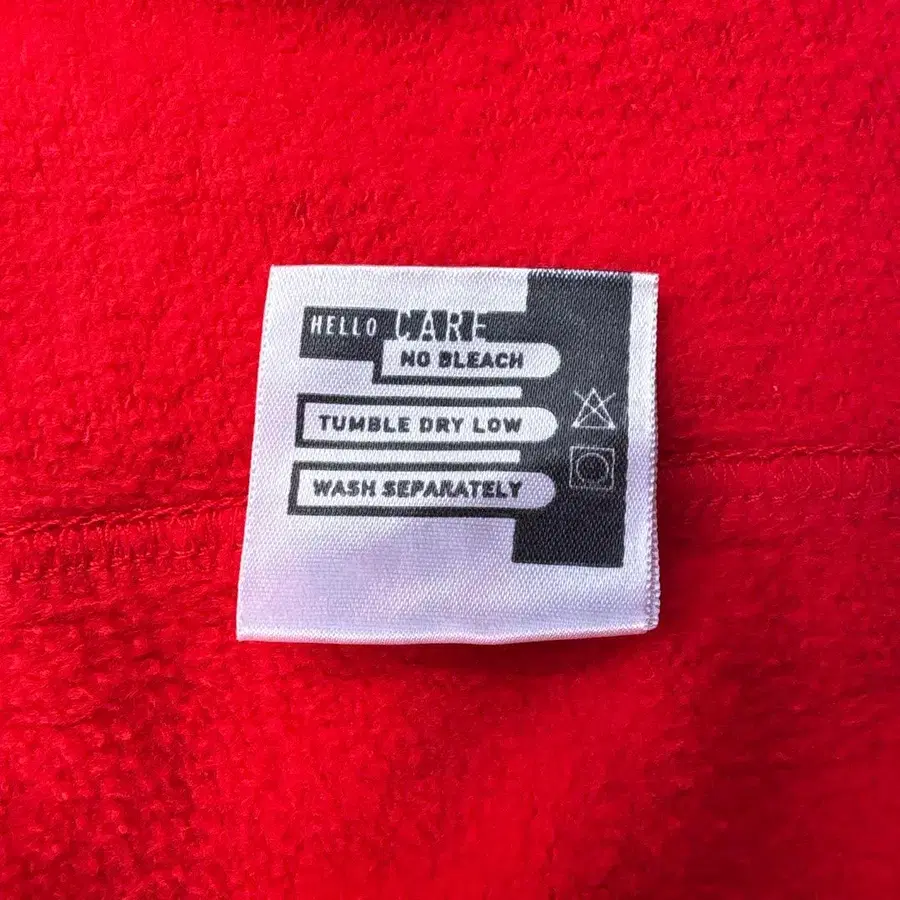 HELLO CARE
NO BLEACH
TUMBLE DRY LOW
WASH SEPARATELY